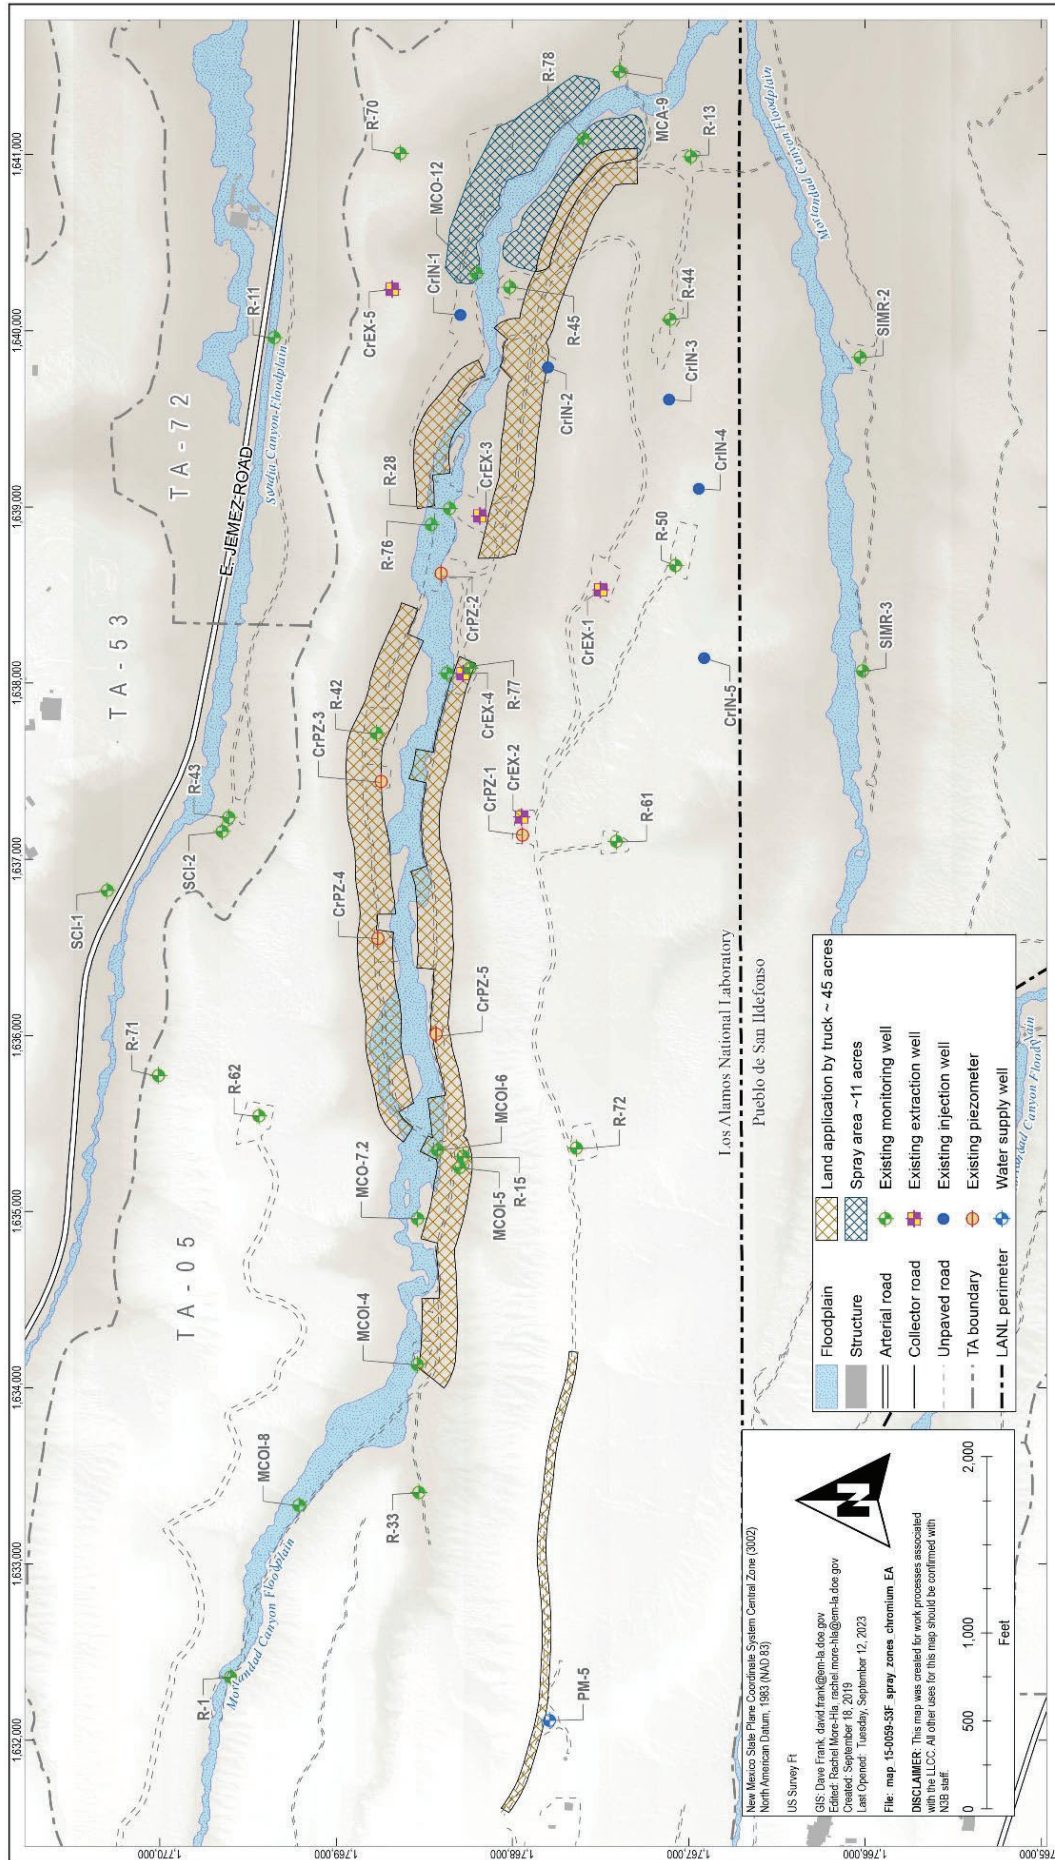 1,632,000
1,633,000
1,634,000
1,635,000
1,636,000
1,637,000
1,638,000
1,639,000
1,640,000
1,641,000
1,770,000
1,769,000
1,768,000
1,767,000
1,766,000
TA-53
TA-72
TA-05
E. JEMEZ ROAD
Sandia Canyon Floodplain
SCI-1
R-71
R-62
SCI-2
R-43
R-11
R-70
CrEX-5
MCO-12
CrIN-1
R-78
R-1
Mortandad Canyon Floodplain
MCOI-8
R-33
MCOI-4
MCO-7.2
MCOI-5
R-15
MCOI-6
CrPZ-5
CrPZ-4
CrPZ-3
R-42
R-76
R-28
CrPZ-2
CrEX-3
CrEX-4
R-77
CrPZ-1
CrEX-2
R-61
R-72
CrEX-1
R-50
CrIN-5
CrIN-4
CrIN-3
CrIN-2
R-45
R-44
MCA-9
R-13
PM-5
Los Alamos National Laboratory
Pueblo de San Ildefonso
Mortandad Canyon Floodplain
SIMR-3
SIMR-2
New Mexico State Plane Coordinate System Central Zone (3002)
North American Datum, 1983 (NAD 83)
US Survey Ft
GIS: Dave Frank, david.frank@em-la.doe.gov
Edited: Rachel More-Hla, rachel.more-hla@em-la.doe.gov
Created: September 18, 2019
Last Opened: Tuesday, September 12, 2023
File: map_15-0059-53F_spray_zones_chromium_EA
DISCLAIMER: This map was created for work processes associated
with the LLCC. All other uses for this map should be confirmed with
N3B staff.
N
0 500 1,000 2,000
Feet
Floodplain
Structure
Arterial road
Collector road
Unpaved road
TA boundary
LANL perimeter
Land application by truck ~ 45 acres
Spray area ~11 acres
Existing monitoring well
Existing extraction well
Existing injection well
Existing piezometer
Water supply well
Canyon Floodplain